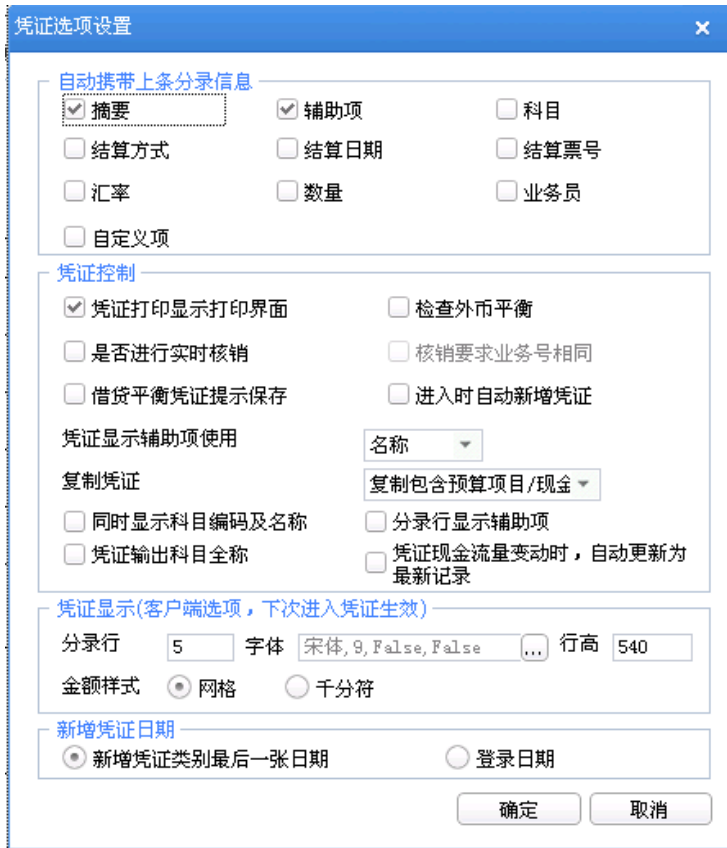 凭证选项设置
自动携带上条分录信息
摘要 辅助项 科目
结算方式 结算日期 结算票号
汇率 数量 业务员
自定义项
凭证控制
凭证打印显示打印界面 检查外币平衡
是否进行实时核销 核销要求业务号相同
借贷平衡凭证提示保存 进入时自动新增凭证
凭证显示辅助项使用 名称
复制凭证 复制包含预算项目/现金
同时显示科目编码及名称 分录行显示辅助项
凭证输出科目全称 凭证现金流量变动时，自动更新为
最新记录
凭证显示(客户端选项，下次进入凭证生效)
分录行 5 字体 宋体,9,False,False ... 行高 540
金额样式 网格 千分符
新增凭证日期
新增凭证类别最后一张日期 登录日期
确定 取消